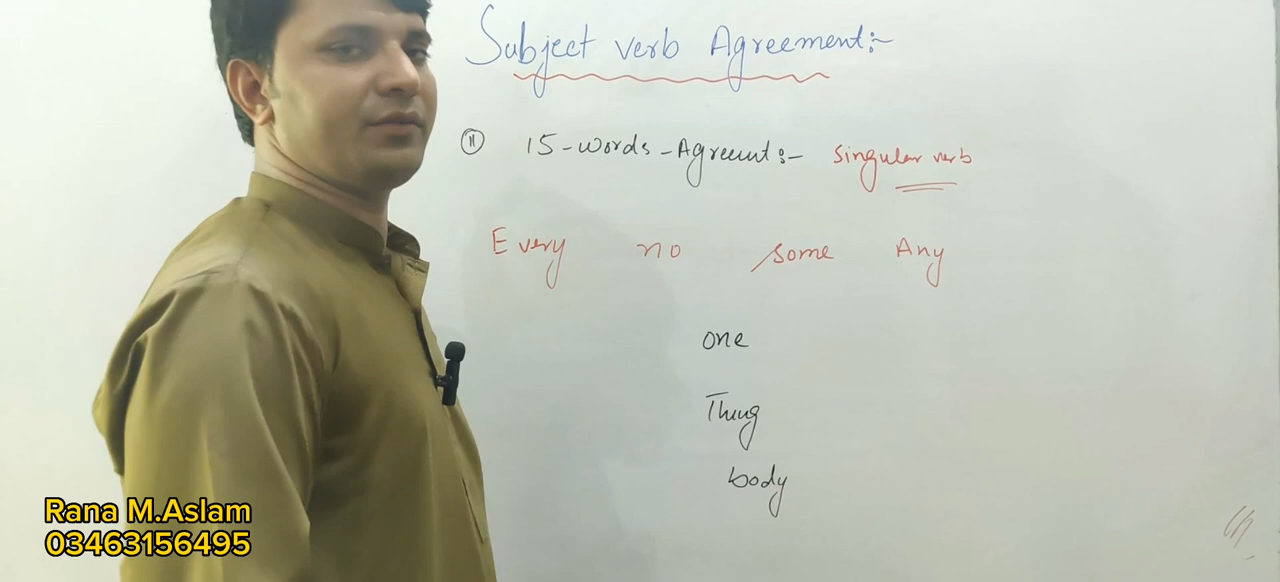 Subject verb Agreement:-
11 15-words-Agreemt:- singular verb
Every no some Any
one
Thing
body
Rana M.Aslam
03463156495